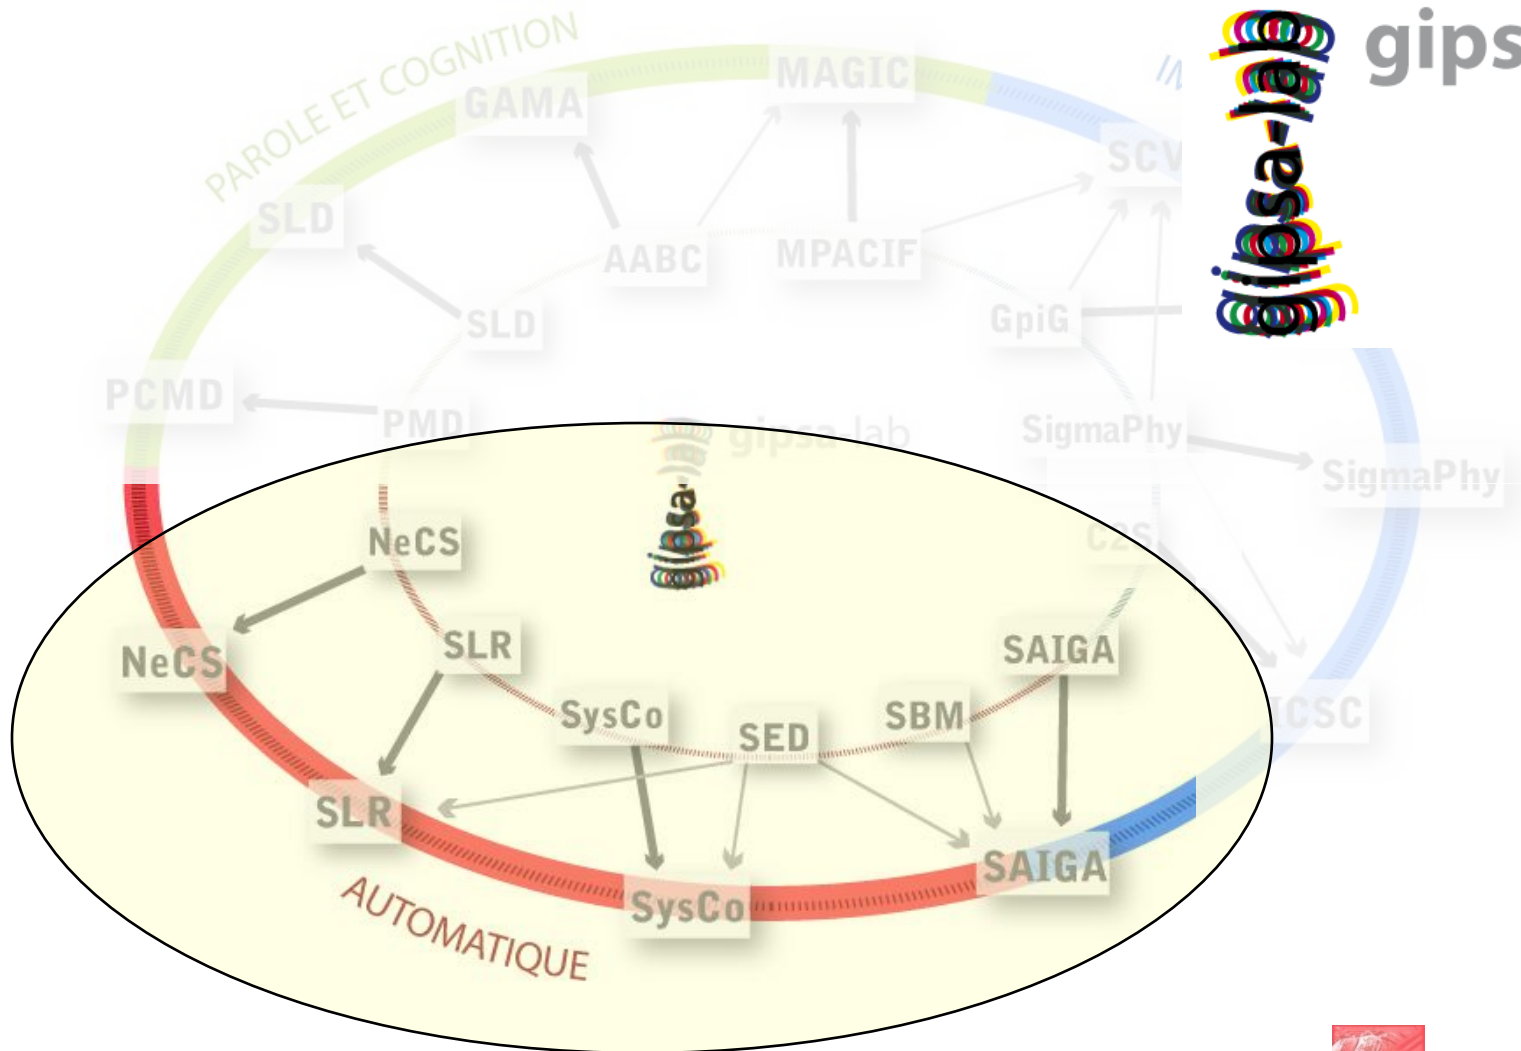 gipsa-lab
gips
PAROLE ET COGNITION
MAGIC
GAMA
SCV
SLD
AABC
MPACIF
GpiG
SLD
PCMD
PMD
gipsa-lab
SigmaPhy
SigmaPhy
gipsa-
NeCS
C2S
SLR
SAIGA
NeCS
SysCo
SED
SBM
ICSC
SLR
SAIGA
SysCo
AUTOMATIQUE